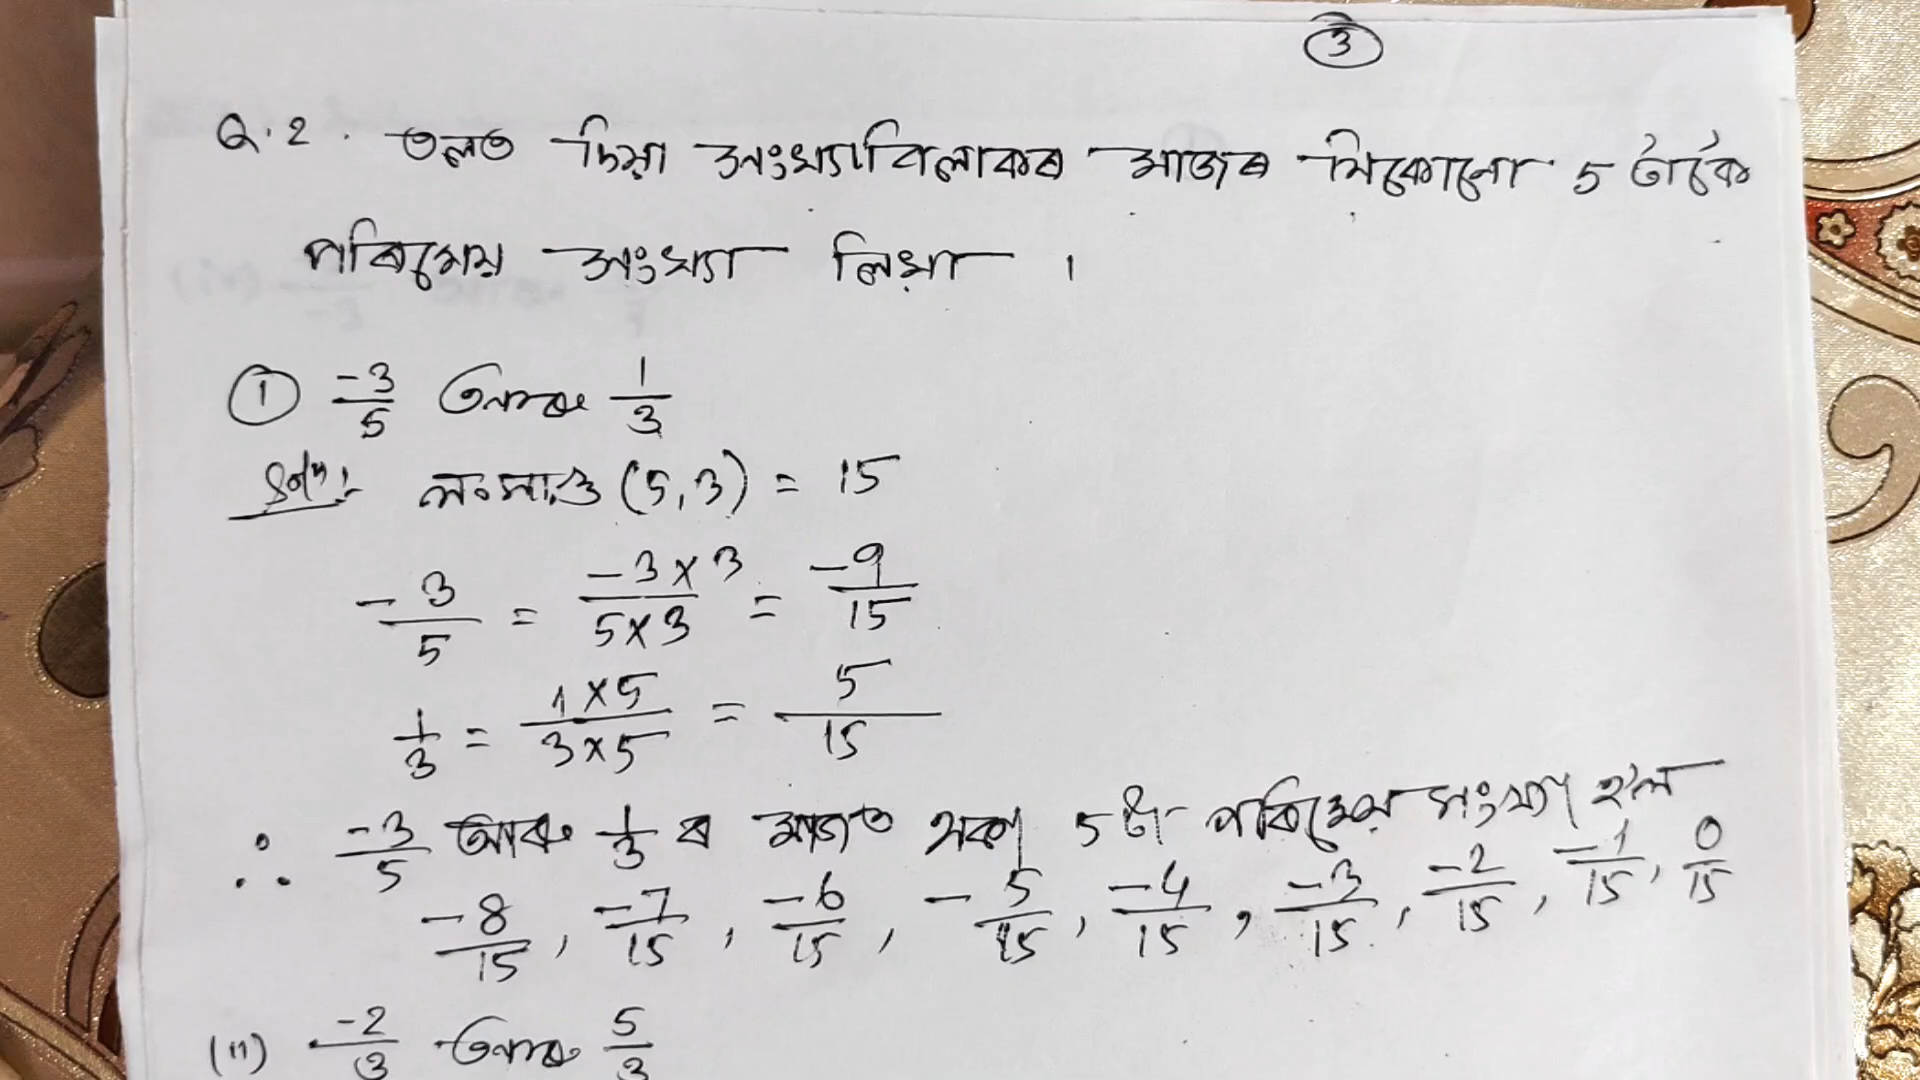 3
Q.2. তলত দিয়া সংখ্যাবিলাকৰ মাজৰ যিকোনো 5 টাকৈ
পৰিমেয় সংখ্যা লিখা ।
① -3/5 আৰু 1/3
Solⁿ: ল.সা.গু (5,3) = 15
-3/5 = -3×3/5×3 = -9/15
1/3 = 1×5/3×5 = 5/15
∴ -3/5 আৰু 1/3 ৰ মাজত থকা 5টা পৰিমেয় সংখ্যা হ'ল
-8/15, -7/15, -6/15, -5/15, -4/15, -3/15, -2/15, -1/15, 0/15
(ii) -2/3 আৰু 5/3